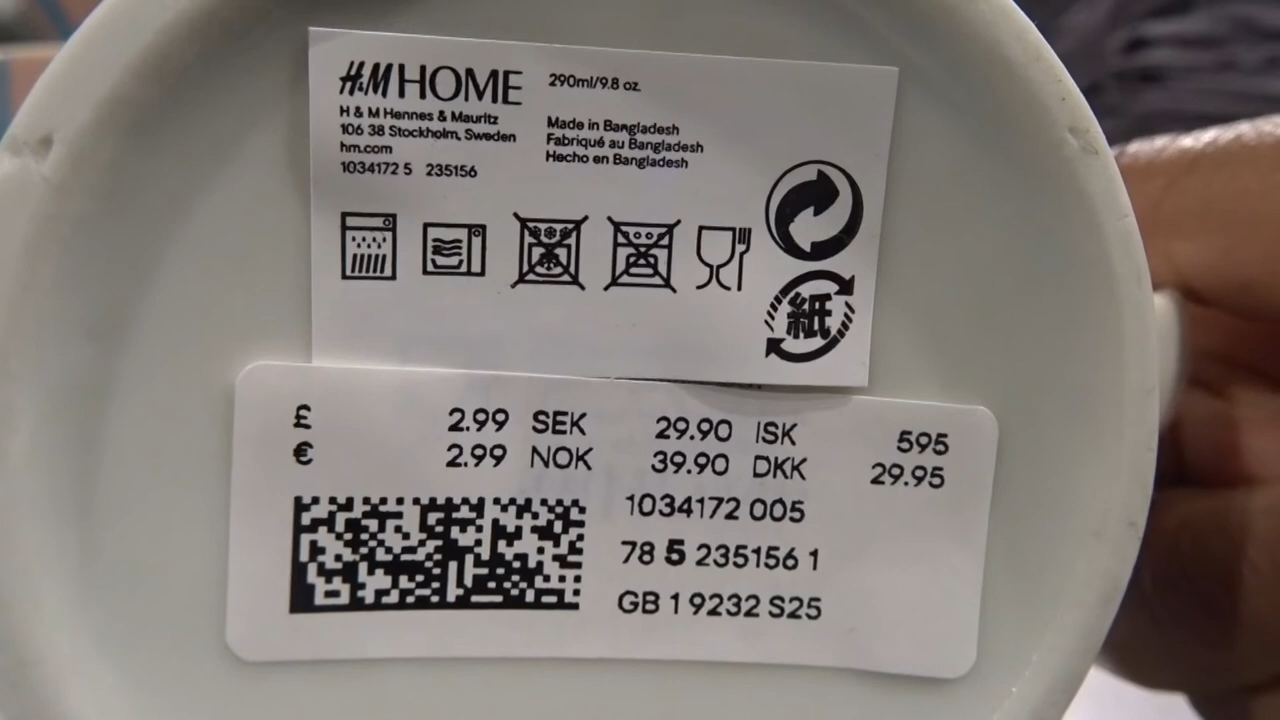 H&M HOME
H & M Hennes & Mauritz
106 38 Stockholm, Sweden
hm.com
1034172 5 235156
290ml/9.8 oz.
Made in Bangladesh
Fabriqué au Bangladesh
Hecho en Bangladesh
紙
£ 2.99 SEK 29.90 ISK 595
€ 2.99 NOK 39.90 DKK 29.95
1034172 005
78 5 235156 1
GB 1 9232 S25